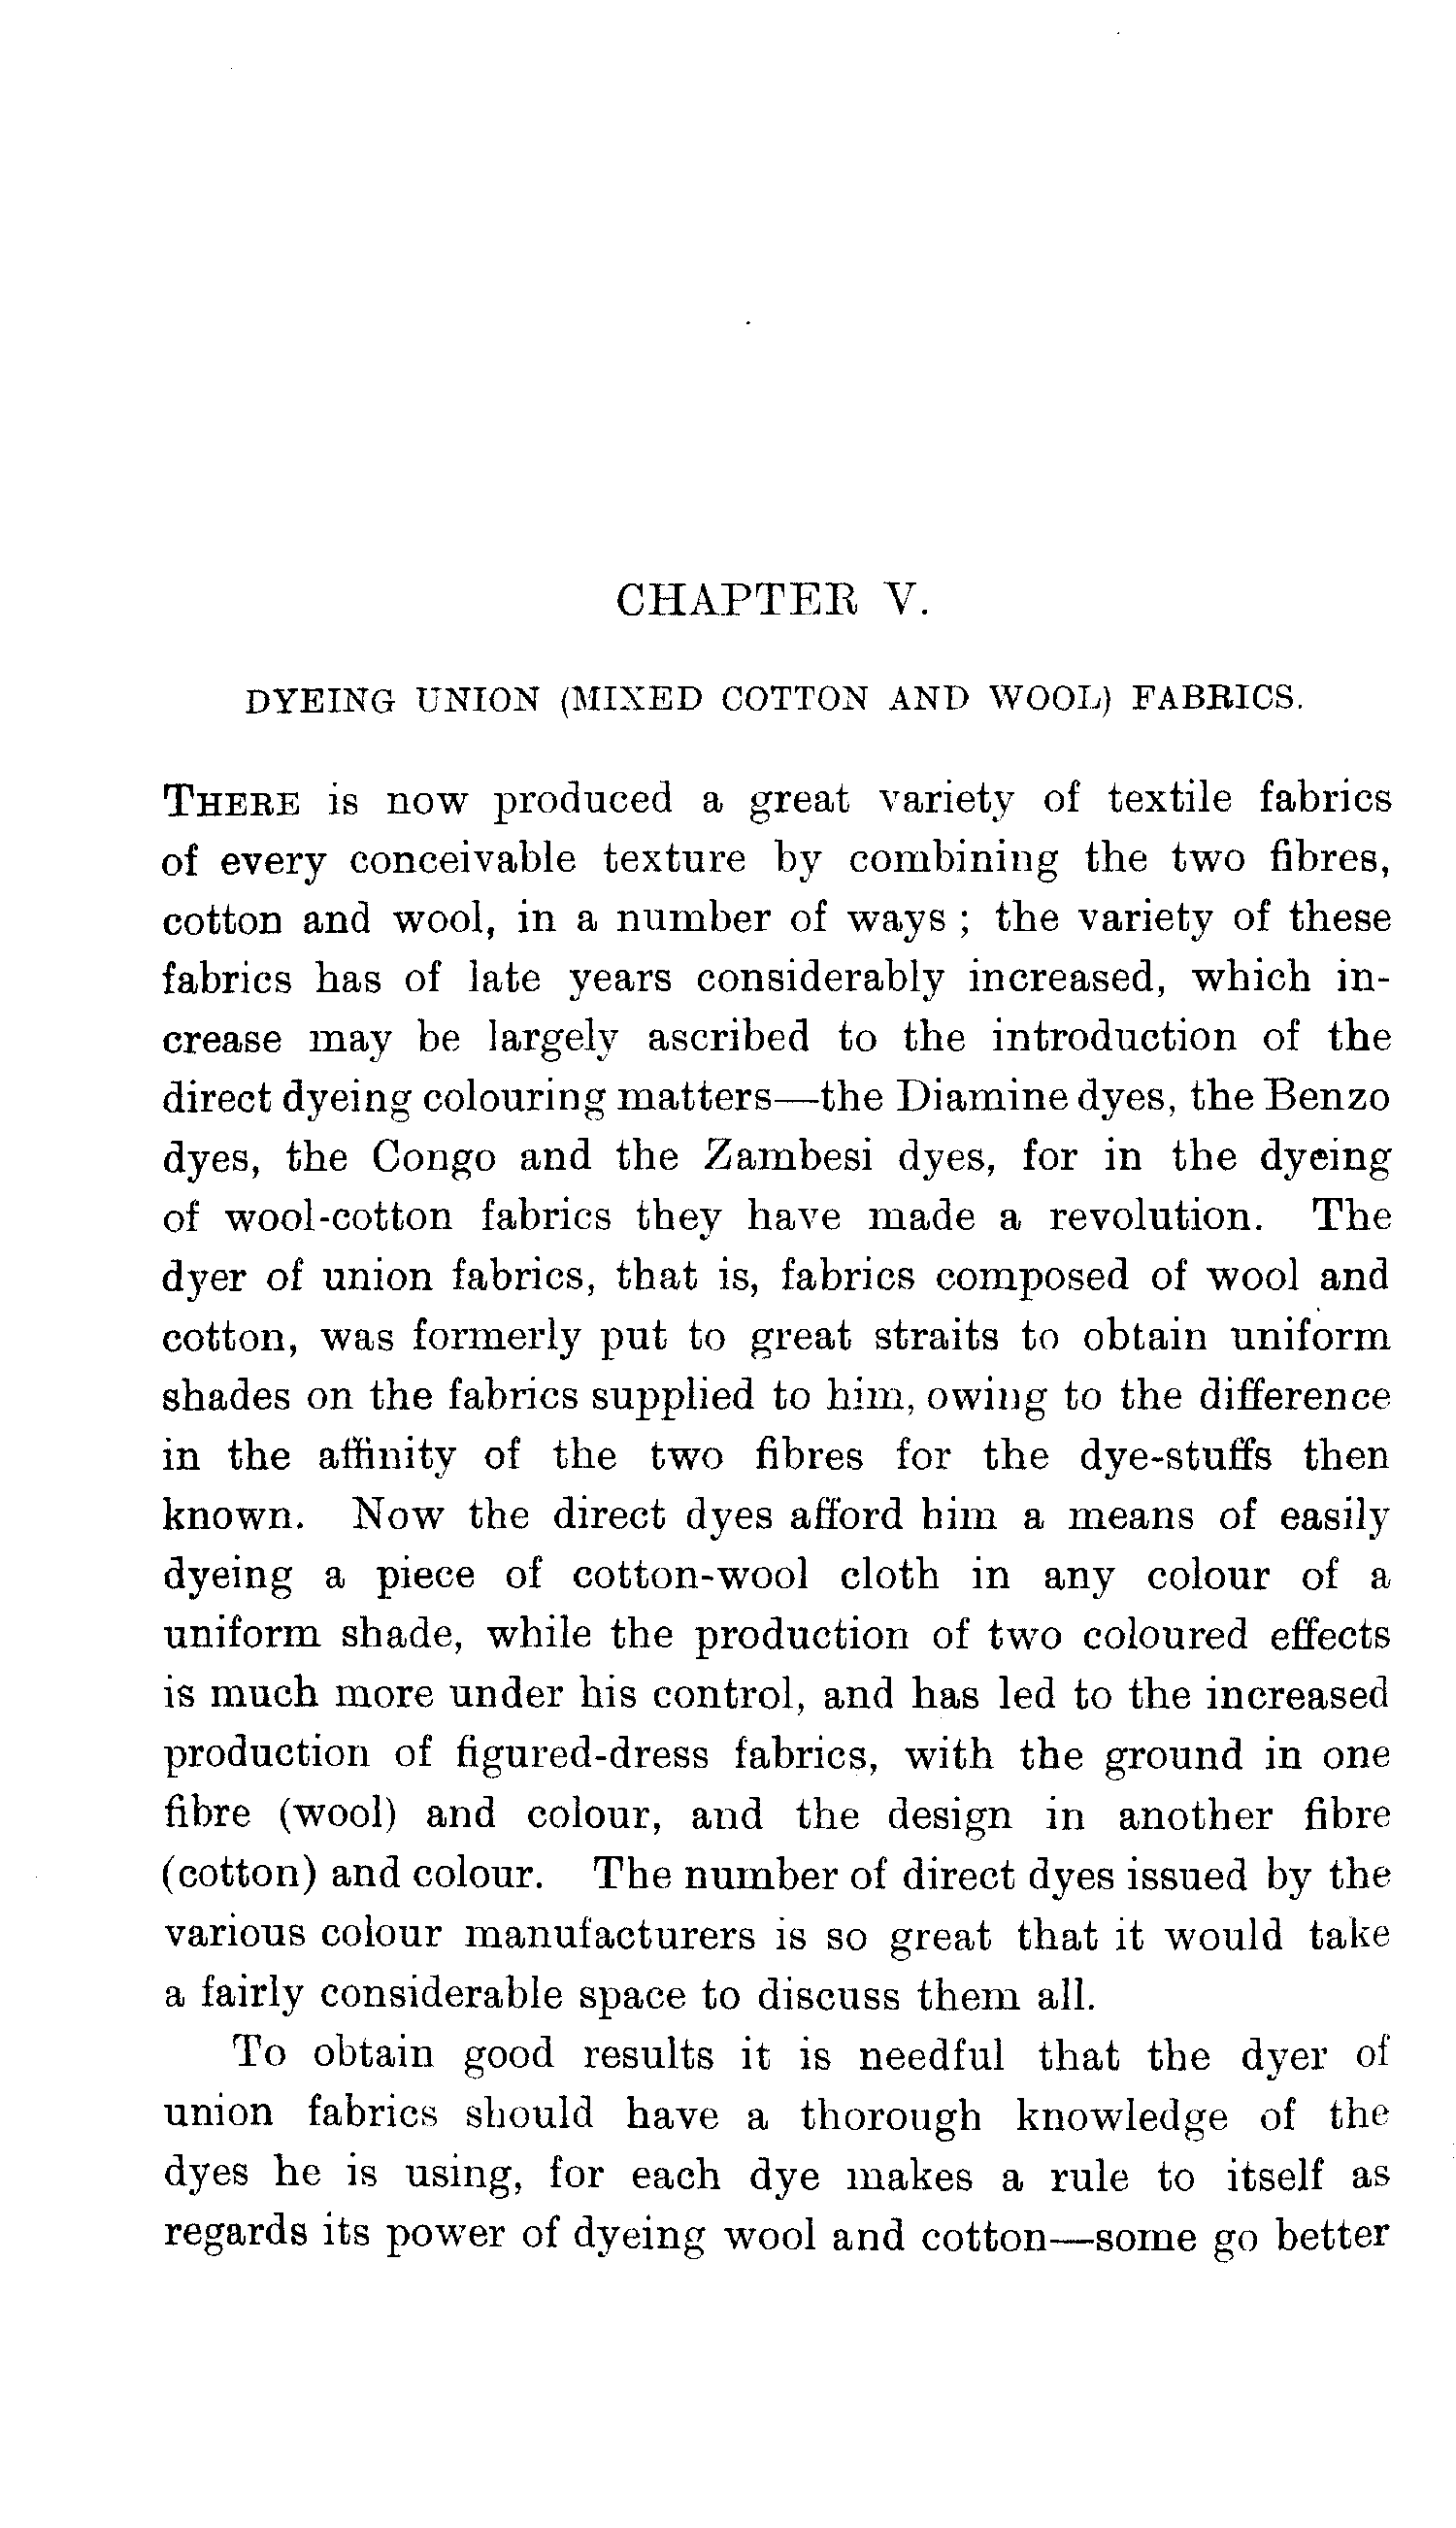 CHAPTER V.
DYEING UNION (MIXED COTTON AND WOOL) FABRICS.
THERE is now produced a great variety of textile fabrics
of every conceivable texture by combining the two fibres,
cotton and wool, in a number of ways ; the variety of these
fabrics has of late years considerably increased, which in-
crease may be largely ascribed to the introduction of the
direct dyeing colouring matters—the Diamine dyes, the Benzo
dyes, the Congo and the Zambesi dyes, for in the dyeing
of wool-cotton fabrics they have made a revolution. The
dyer of union fabrics, that is, fabrics composed of wool and
cotton, was formerly put to great straits to obtain uniform
shades on the fabrics supplied to him, owing to the difference
in the affinity of the two fibres for the dye-stuffs then
known. Now the direct dyes afford him a means of easily
dyeing a piece of cotton-wool cloth in any colour of a
uniform shade, while the production of two coloured effects
is much more under his control, and has led to the increased
production of figured-dress fabrics, with the ground in one
fibre (wool) and colour, and the design in another fibre
(cotton) and colour. The number of direct dyes issued by the
various colour manufacturers is so great that it would take
a fairly considerable space to discuss them all.
To obtain good results it is needful that the dyer of
union fabrics should have a thorough knowledge of the
dyes he is using, for each dye makes a rule to itself as
regards its power of dyeing wool and cotton—some go better